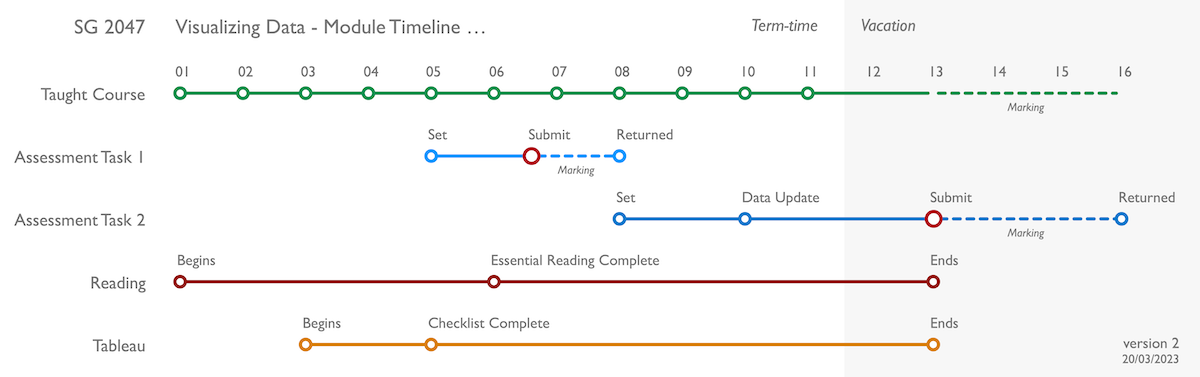 SG 2047 Visualizing Data - Module Timeline … Term-time Vacation
01 02 03 04 05 06 07 08 09 10 11 12 13 14 15 16
Taught Course
Marking
Set Submit Returned
Assessment Task 1
Marking
Set Data Update Submit Returned
Assessment Task 2
Marking
Begins Essential Reading Complete Ends
Reading
Begins Checklist Complete Ends
Tableau
version 2
20/03/2023